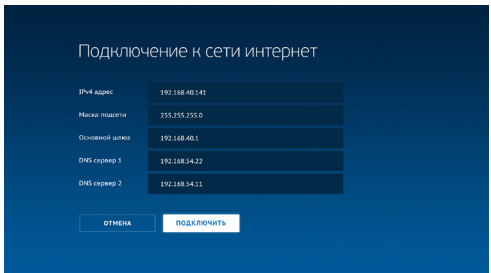 Подключение к сети интернет
IPv4 адрес 192.168.40.141
Маска подсети 255.255.255.0
Основной шлюз 192.168.40.1
DNS сервер 1 192.168.54.22
DNS сервер 2 192.168.54.11
ОТМЕНА ПОДКЛЮЧИТЬ